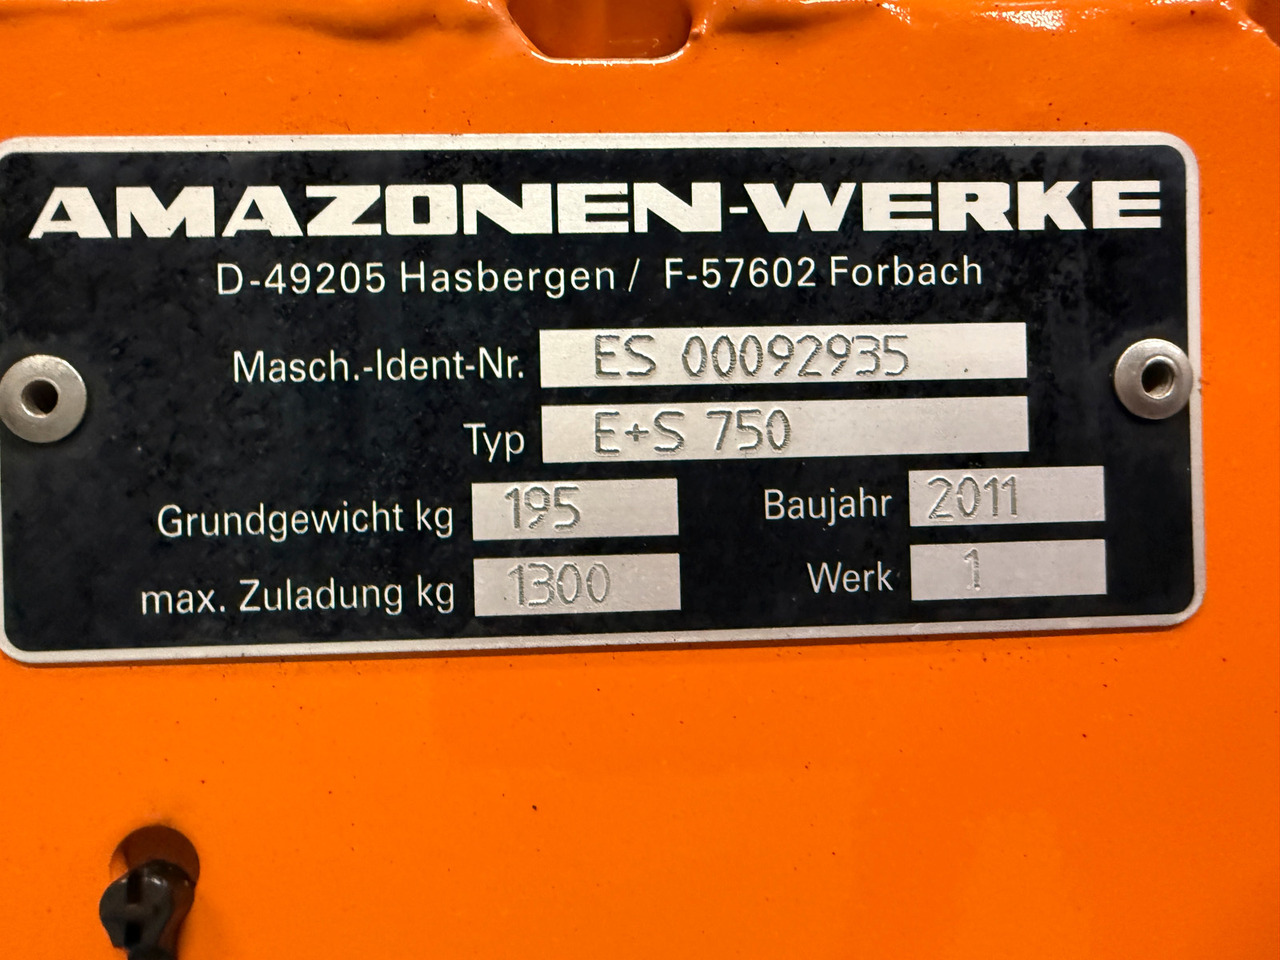 AMAZONEN-WERKE
D-49205 Hasbergen / F-57602 Forbach
Masch.-Ident-Nr. ES 00092935
Typ E+S 750
Grundgewicht kg 195 Baujahr 2011
max. Zuladung kg 1300 Werk 1